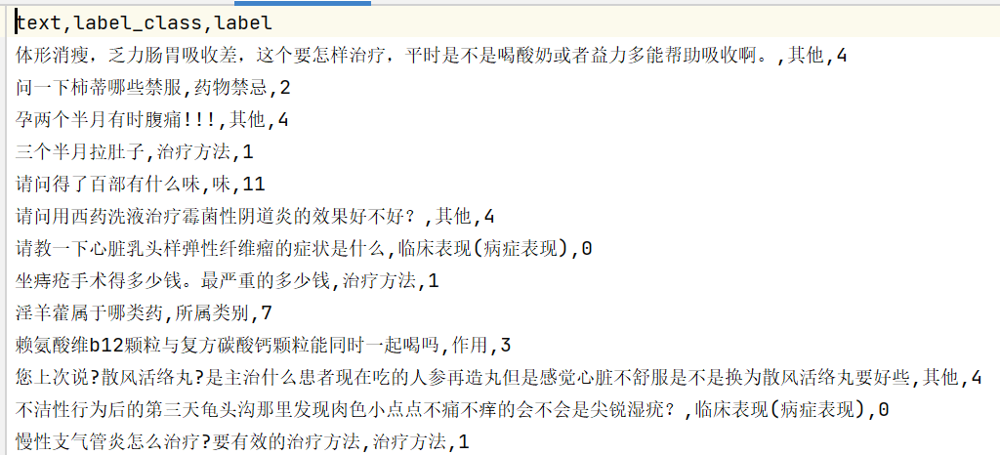 text,label_class,label
体形消瘦，乏力肠胃吸收差，这个要怎样治疗，平时是不是喝酸奶或者益力多能帮助吸收啊。,其他,4
问一下柿蒂哪些禁服,药物禁忌,2
孕两个半月有时腹痛!!!,其他,4
三个半月拉肚子,治疗方法,1
请问得了百部有什么味,味,11
请问用西药洗液治疗霉菌性阴道炎的效果好不好？,其他,4
请教一下心脏乳头样弹性纤维瘤的症状是什么,临床表现(病症表现),0
坐痔疮手术得多少钱。最严重的多少钱,治疗方法,1
淫羊藿属于哪类药,所属类别,7
赖氨酸维b12颗粒与复方碳酸钙颗粒能同时一起喝吗,作用,3
您上次说?散风活络丸?是主治什么患者现在吃的人参再造丸但是感觉心脏不舒服是不是换为散风活络丸要好些,其他,4
不洁性行为后的第三天龟头沟那里发现肉色小点点不痛不痒的会不会是尖锐湿疣？,临床表现(病症表现),0
慢性支气管炎怎么治疗?要有效的治疗方法,治疗方法,1